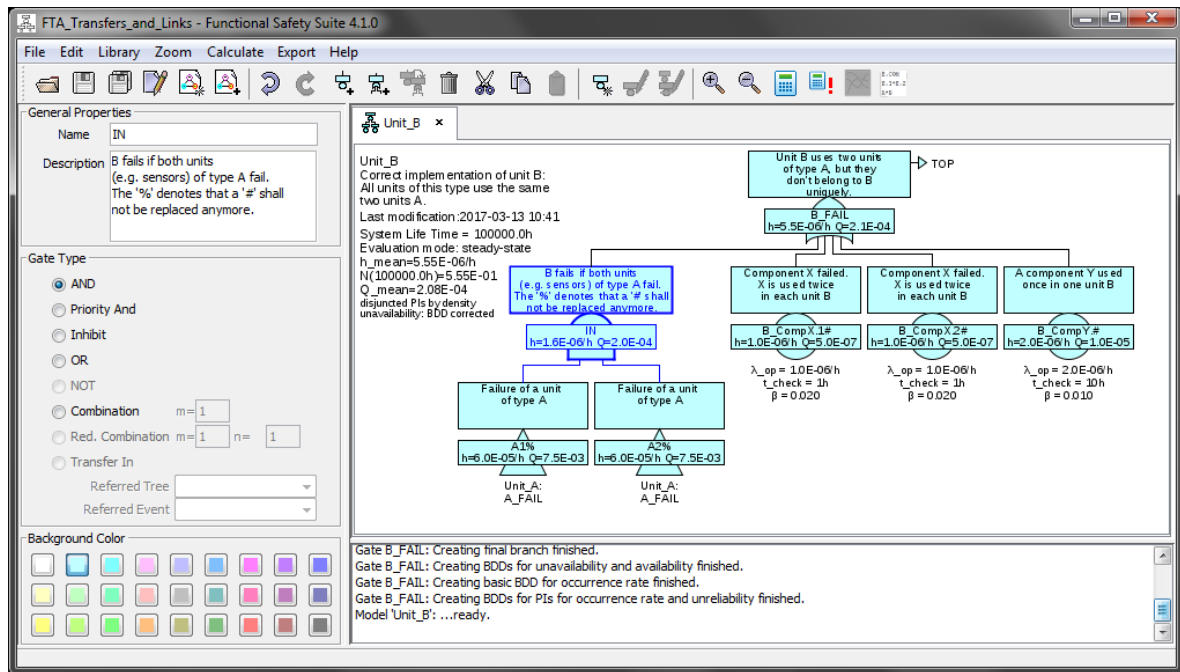 FTA_Transfers_and_Links - Functional Safety Suite 4.1.0
File Edit Library Zoom Calculate Export Help
General Properties
Name IN
Description B fails if both units
(e.g. sensors) of type A fail.
The '%' denotes that a '#' shall
not be replaced anymore.
Gate Type
AND
Priority And
Inhibit
OR
NOT
Combination m= 1
Red. Combination m= 1 n= 1
Transfer In
Referred Tree
Referred Event
Background Color
Unit_B ×
Unit_B
Correct implementation of unit B:
All units of this type use the same
two units A.
Last modification:2017-03-13 10:41
System Life Time = 100000.0h
Evaluation mode: steady-state
h_mean=5.55E-06/h
N(100000.0h)=5.55E-01
Q_mean=2.08E-04
disjuncted PIs by density
unavailability: BDD corrected
Unit B uses two units
of type A, but they
don't belong to B
uniquely.
TOP
B_FAIL
h=5.5E-06/h Q=2.1E-04
B fails if both units
(e.g. sensors) of type A fail.
The '%' denotes that a '# shall
not be replaced anymore.
IN
h=1.6E-06/h Q=2.0E-04
Component X failed.
X is used twice
in each unit B
B_CompX.1#
h=1.0E-06/h Q=5.0E-07
λ_op = 1.0E-06/h
t_check = 1h
β = 0.020
Component X failed.
X is used twice
in each unit B
B_CompX.2#
h=1.0E-06/h Q=5.0E-07
λ_op = 1.0E-06/h
t_check = 1h
β = 0.020
A component Y used
once in one unit B
B_CompY.#
h=2.0E-06/h Q=1.0E-05
λ_op = 2.0E-06/h
t_check = 10h
β = 0.010
Failure of a unit
of type A
A1%
h=6.0E-05/h Q=7.5E-03
Unit_A:
A_FAIL
Failure of a unit
of type A
A2%
h=6.0E-05/h Q=7.5E-03
Unit_A:
A_FAIL
Gate B_FAIL: Creating final branch finished.
Gate B_FAIL: Creating BDDs for unavailability and availability finished.
Gate B_FAIL: Creating basic BDD for occurrence rate finished.
Gate B_FAIL: Creating BDDs for PIs for occurrence rate and unreliability finished.
Model 'Unit_B': ...ready.